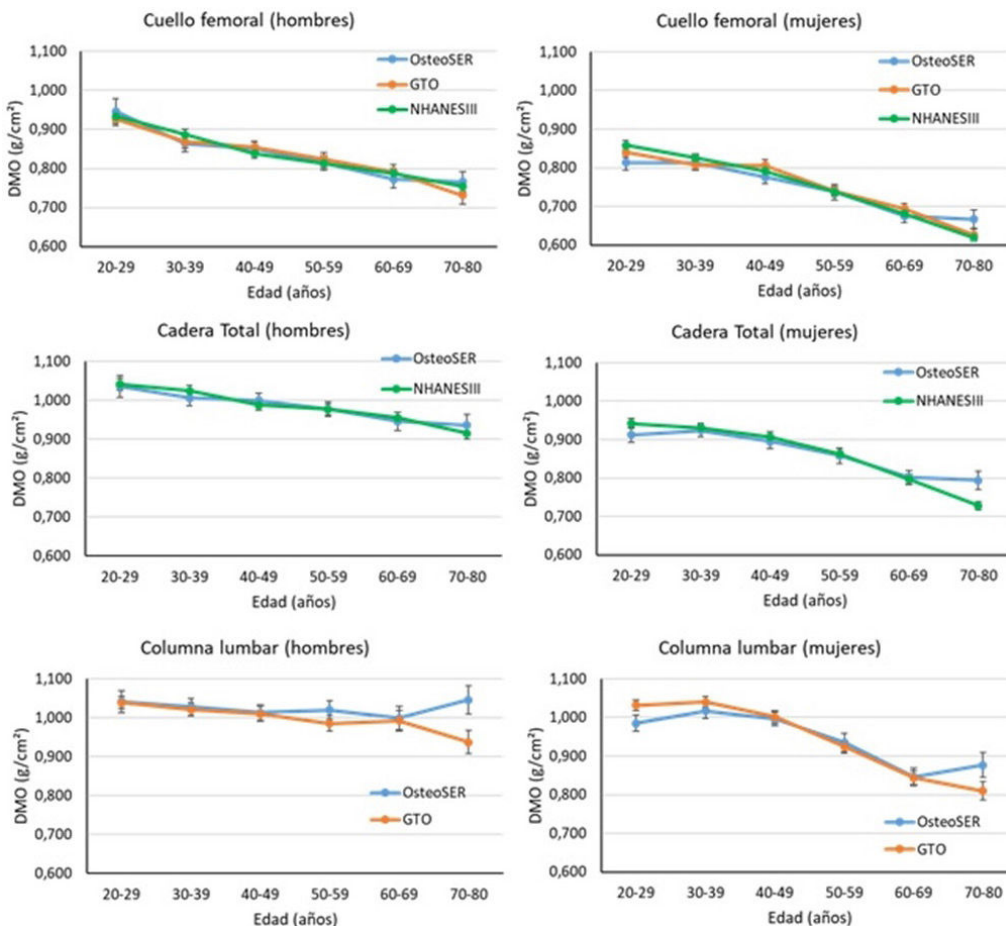 Cuello femoral (hombres)
1,100
1,000
0,900
0,800
0,700
0,600
DMO (g/cm²)
OsteoSER
GTO
NHANESIII
20-29 30-39 40-49 50-59 60-69 70-80
Edad (años)
Cuello femoral (mujeres)
1,100
1,000
0,900
0,800
0,700
0,600
DMO (g/cm²)
OsteoSER
GTO
NHANESIII
20-29 30-39 40-49 50-59 60-69 70-80
Edad (años)
Cadera Total (hombres)
1,100
1,000
0,900
0,800
0,700
0,600
DMO (g/cm²)
OsteoSER
NHANESIII
20-29 30-39 40-49 50-59 60-69 70-80
Edad (años)
Cadera Total (mujeres)
1,100
1,000
0,900
0,800
0,700
0,600
DMO (g/cm²)
OsteoSER
NHANESIII
20-29 30-39 40-49 50-59 60-69 70-80
Edad (años)
Columna lumbar (hombres)
1,100
1,000
0,900
0,800
0,700
0,600
DMO (g/cm²)
OsteoSER
GTO
20-29 30-39 40-49 50-59 60-69 70-80
Edad (años)
Columna lumbar (mujeres)
1,100
1,000
0,900
0,800
0,700
0,600
DMO (g/cm²)
OsteoSER
GTO
20-29 30-39 40-49 50-59 60-69 70-80
Edad (años)